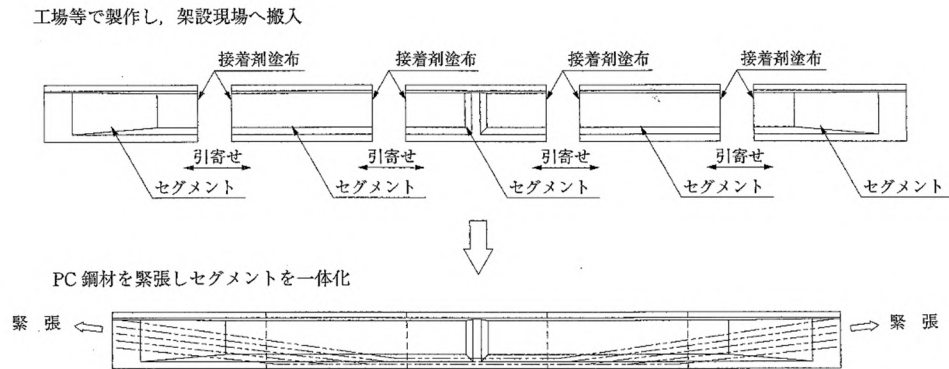 工場等で製作し，架設現場へ搬入
接着剤塗布
接着剤塗布
接着剤塗布
接着剤塗布
引寄せ
引寄せ
引寄せ
引寄せ
セグメント
セグメント
セグメント
セグメント
セグメント
PC 鋼材を緊張しセグメントを一体化
緊 張
緊 張